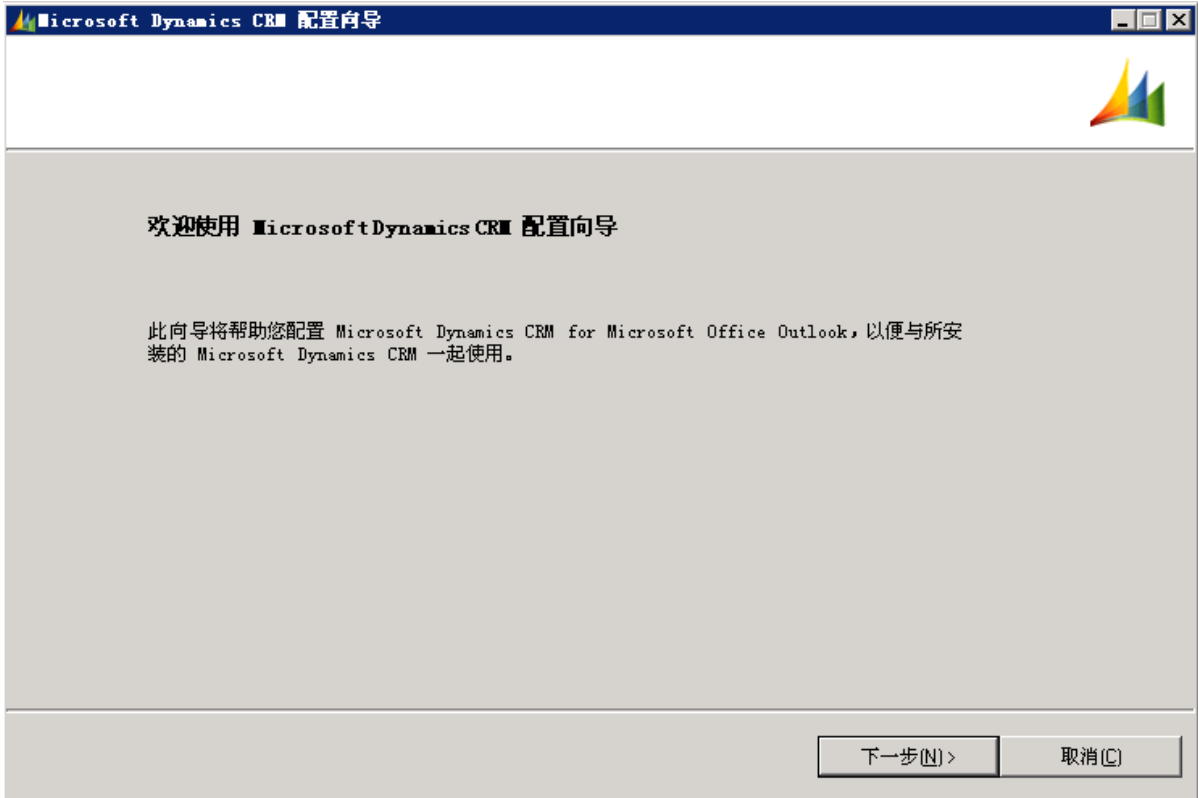 Microsoft Dynamics CRM 配置向导
欢迎使用 Microsoft Dynamics CRM 配置向导
此向导将帮助您配置 Microsoft Dynamics CRM for Microsoft Office Outlook，以便与所安
装的 Microsoft Dynamics CRM 一起使用。
下一步(N) >
取消(C)